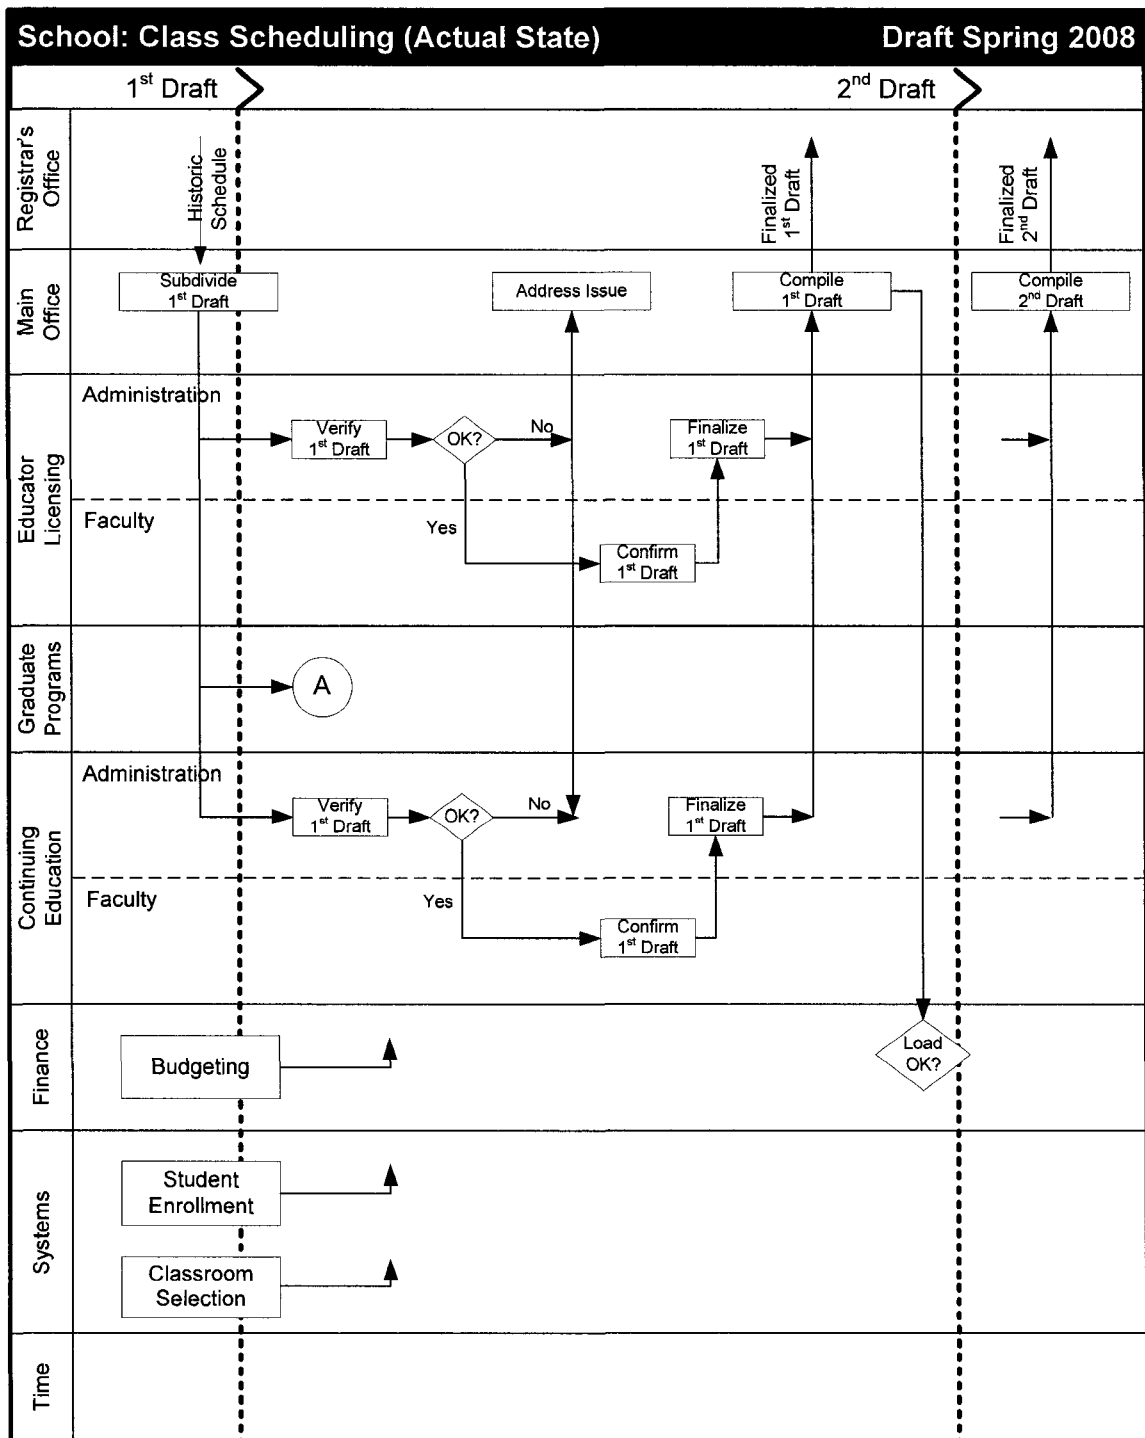 School: Class Scheduling (Actual State) Draft Spring 2008
1st Draft
2nd Draft
Registrar's
Office
Historic
Schedule
Finalized
1st Draft
Finalized
2nd Draft
Main
Office
Subdivide
1st Draft
Address Issue
Compile
1st Draft
Compile
2nd Draft
Educator
Licensing
Administration
Verify
1st Draft
OK?
No
Finalize
1st Draft
Faculty
Yes
Confirm
1st Draft
Graduate
Programs
A
Continuing
Education
Administration
Verify
1st Draft
OK?
No
Finalize
1st Draft
Faculty
Yes
Confirm
1st Draft
Finance
Budgeting
Load
OK?
Systems
Student
Enrollment
Classroom
Selection
Time